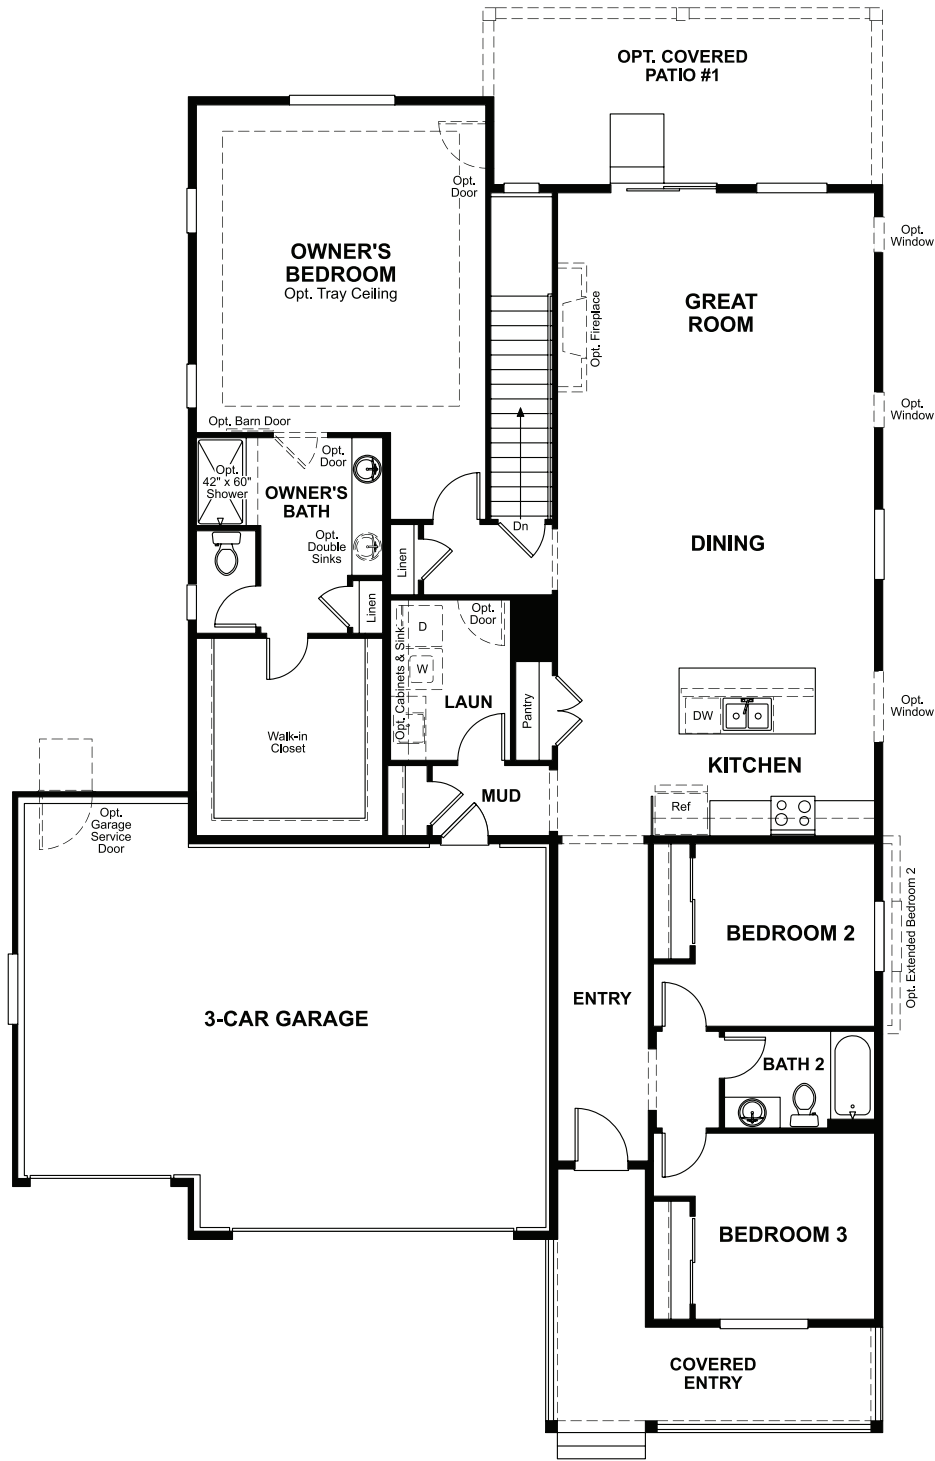 OPT. COVERED
PATIO #1
Opt.
Door
OWNER'S
BEDROOM
Opt. Tray Ceiling
Opt.
Window
GREAT
ROOM
Opt. Fireplace
Opt.
Window
Opt. Barn Door
Opt.
Door
Opt.
42" x 60"
Shower
OWNER'S
BATH
Opt.
Double
Sinks
Dn
DINING
Linen
Linen
Opt.
Door
D
W
Opt. Cabinets & Sink
LAUN
Pantry
DW
Opt.
Window
Walk-in
Closet
KITCHEN
MUD
Ref
Opt.
Garage
Service
Door
BEDROOM 2
Opt. Extended Bedroom 2
ENTRY
3-CAR GARAGE
BATH 2
BEDROOM 3
COVERED
ENTRY